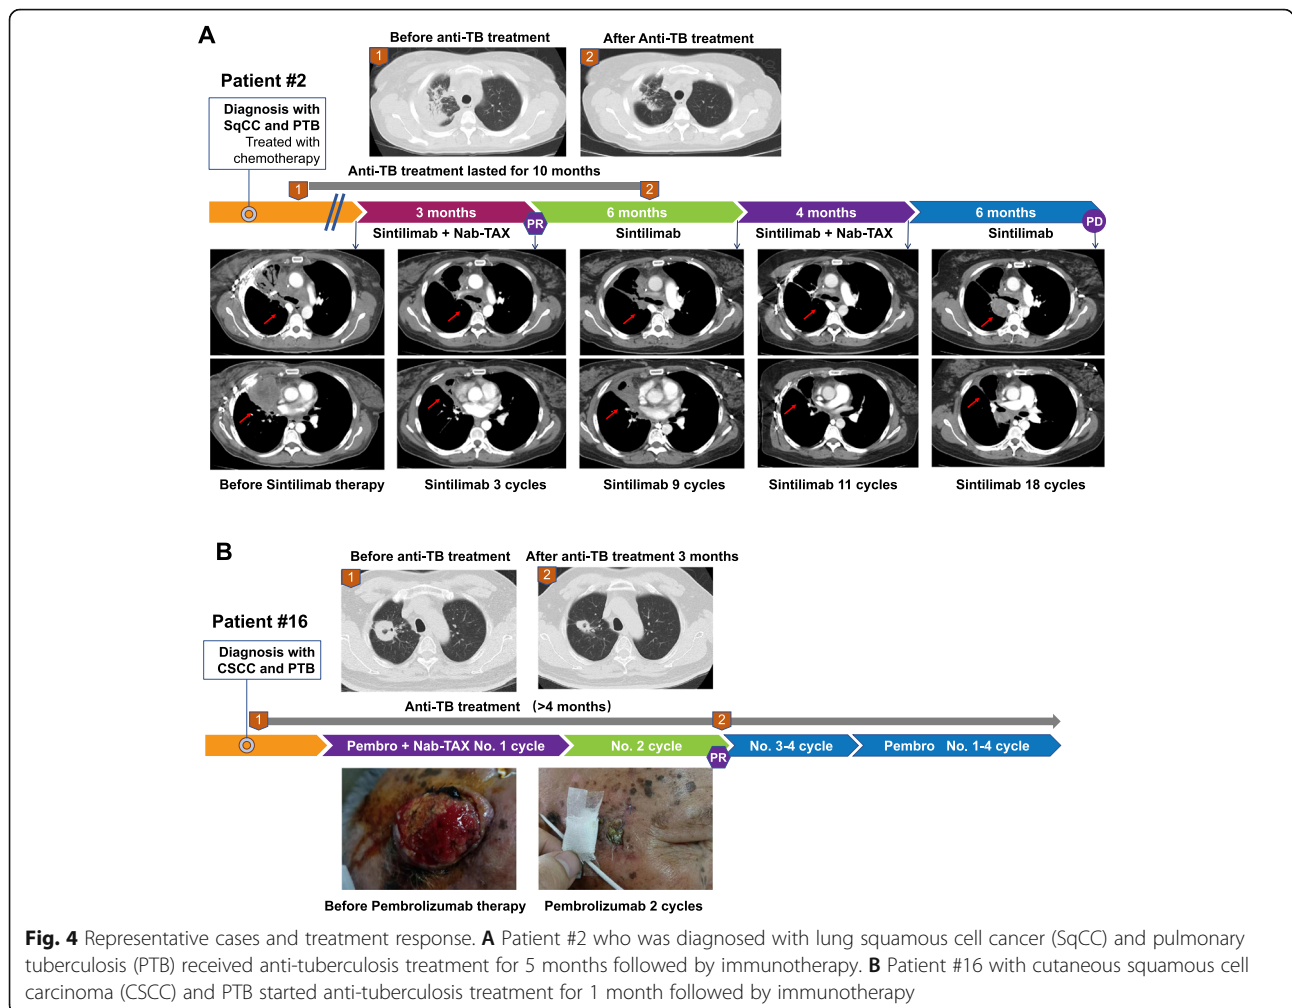 A
Before anti-TB treatment
After Anti-TB treatment
1
2
Patient #2
Diagnosis with
SqCC and PTB
Treated with
chemotherapy
Anti-TB treatment lasted for 10 months
1
2
3 months
6 months
4 months
6 months
PR
PD
Sintilimab + Nab-TAX
Sintilimab
Sintilimab + Nab-TAX
Sintilimab
Before Sintilimab therapy
Sintilimab 3 cycles
Sintilimab 9 cycles
Sintilimab 11 cycles
Sintilimab 18 cycles
B
Before anti-TB treatment
After anti-TB treatment 3 months
1
2
Patient #16
Diagnosis with
CSCC and PTB
Anti-TB treatment (>4 months)
1
2
Pembro + Nab-TAX No. 1 cycle
No. 2 cycle
No. 3-4 cycle
Pembro No. 1-4 cycle
PR
Before Pembrolizumab therapy
Pembrolizumab 2 cycles
Fig. 4 Representative cases and treatment response. A Patient #2 who was diagnosed with lung squamous cell cancer (SqCC) and pulmonary
tuberculosis (PTB) received anti-tuberculosis treatment for 5 months followed by immunotherapy. B Patient #16 with cutaneous squamous cell
carcinoma (CSCC) and PTB started anti-tuberculosis treatment for 1 month followed by immunotherapy